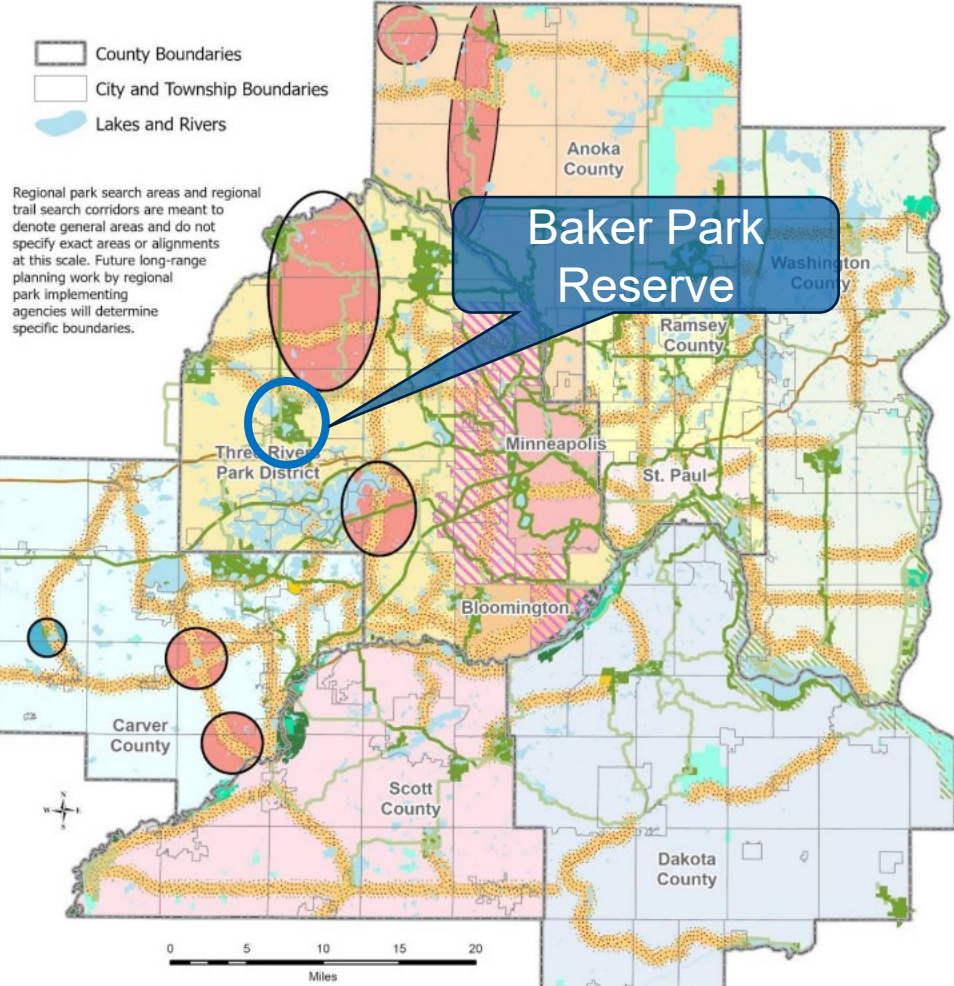 County Boundaries
City and Township Boundaries
Lakes and Rivers
Regional park search areas and regional
trail search corridors are meant to
denote general areas and do not
specify exact areas or alignments
at this scale. Future long-range
planning work by regional
park implementing
agencies will determine
specific boundaries.
Anoka
County
Baker Park
Reserve
Washington
County
Ramsey
County
Minneapolis
Three Rivers
Park District
St. Paul
Bloomington
Carver
County
Scott
County
Dakota
County
N
W
E
S
0
5
10
15
20
Miles